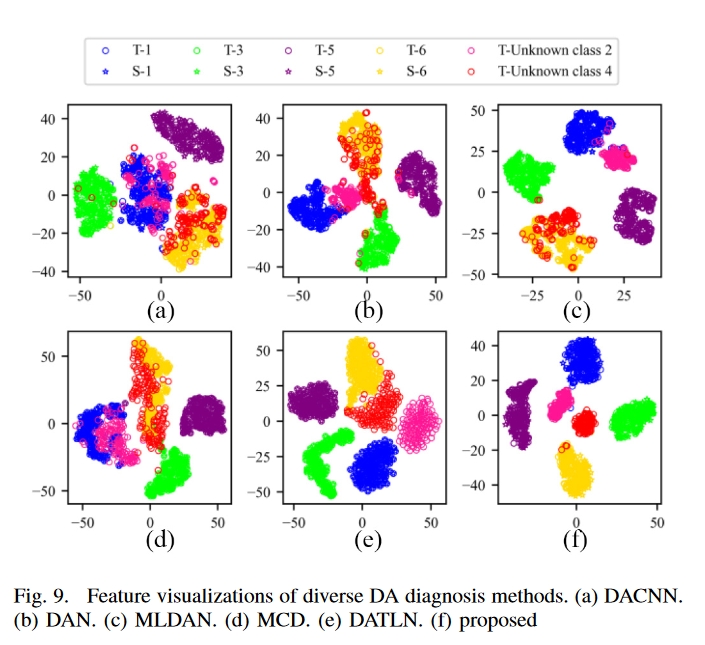 T-1 T-3 T-5 T-6 T-Unknown class 2
S-1 S-3 S-5 S-6 T-Unknown class 4
40
20
0
−20
−40
−50 0
(a)
40
20
0
−20
−40
−50 0 50
(b)
50
25
0
−25
−50
−25 0 25
(c)
50
0
−50
−50 0 50
(d)
50
25
0
−25
−50
−50 0 50
(e)
40
20
0
−20
−40
0 50
(f)
Fig. 9. Feature visualizations of diverse DA diagnosis methods. (a) DACNN.
(b) DAN. (c) MLDAN. (d) MCD. (e) DATLN. (f) proposed